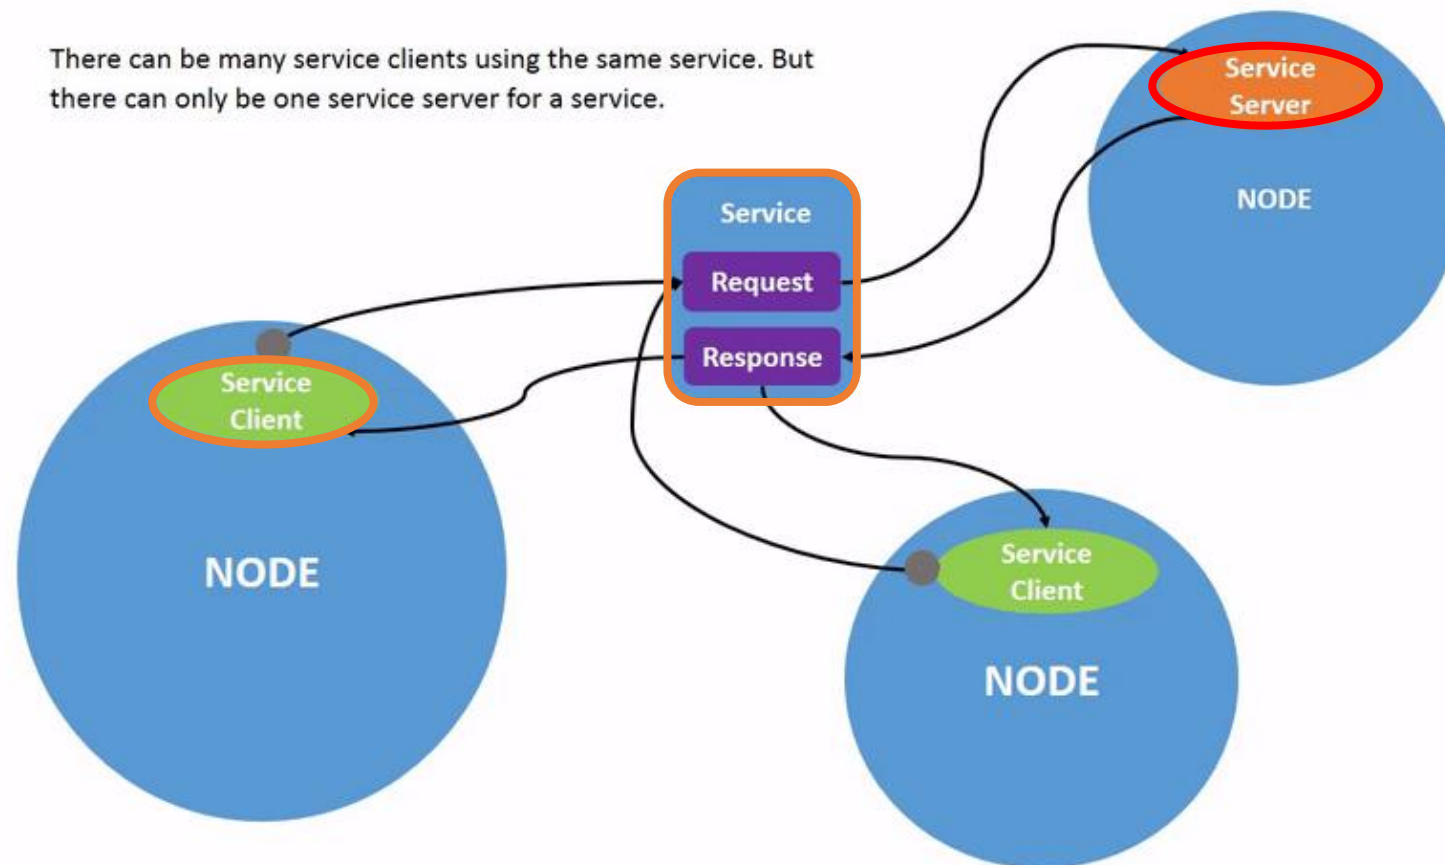 There can be many service clients using the same service. But
there can only be one service server for a service.
Service
Server
NODE
Service
Request
Response
Service
Client
NODE
Service
Client
NODE